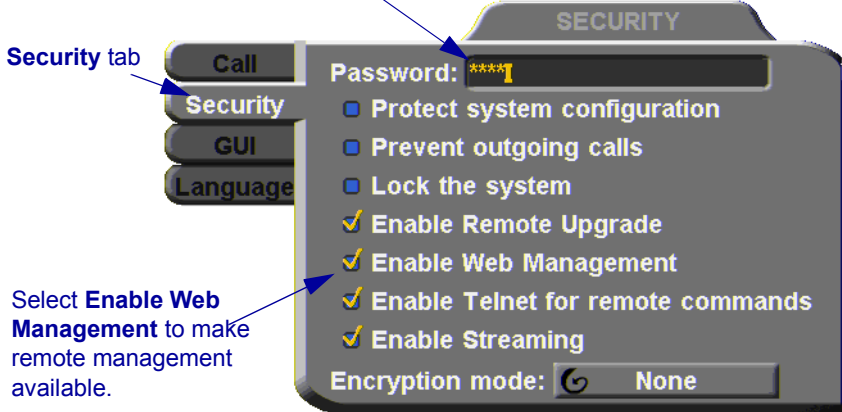 SECURITY
Security tab
Call
Security
GUI
Language
Password: ****
Protect system configuration
Prevent outgoing calls
Lock the system
Enable Remote Upgrade
Enable Web Management
Enable Telnet for remote commands
Enable Streaming
Encryption mode: None
Select Enable Web
Management to make
remote management
available.